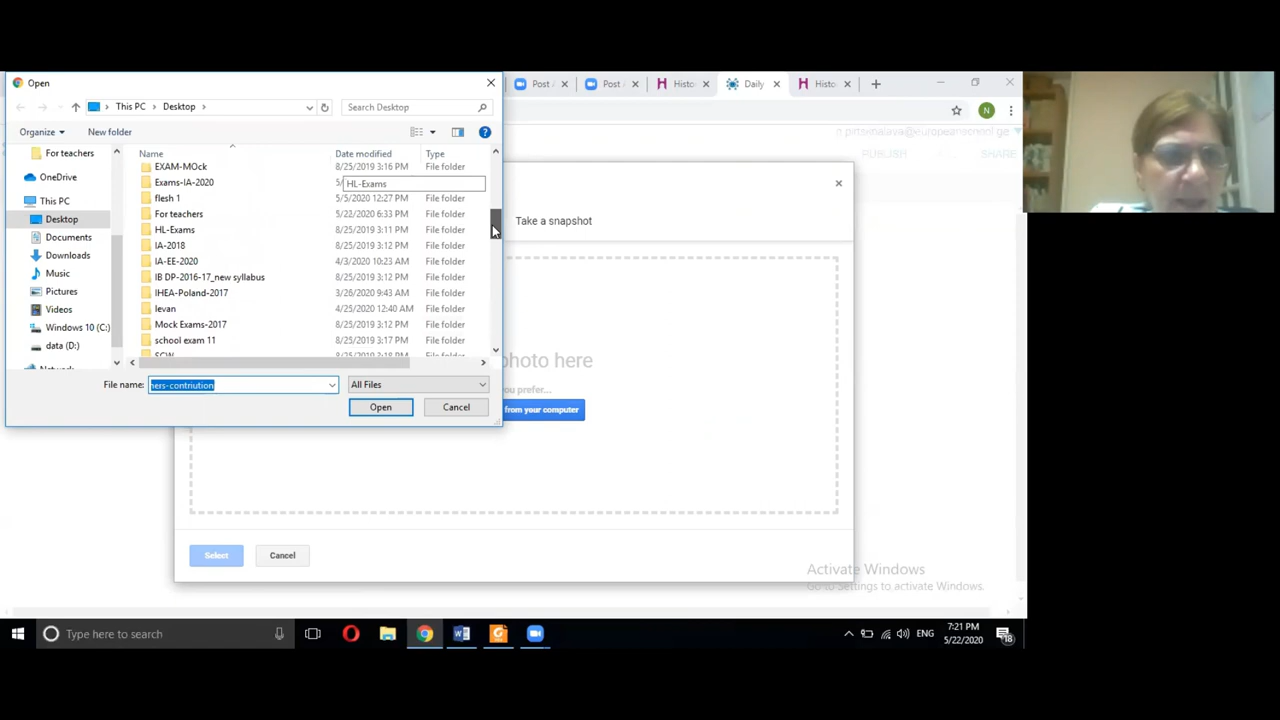 Open
Post A
Post A
Histo
Daily
Histo
This PC
Desktop
Search Desktop
N
Organize
New folder
PUBLISH
SHARE
For teachers
OneDrive
This PC
Desktop
Documents
Downloads
Music
Pictures
Videos
Windows 10 (C:)
data (D:)
Name
Date modified
Type
EXAM-MOck
8/25/2019 3:16 PM
File folder
Exams-IA-2020
5/
HL-Exams
flesh 1
5/5/2020 12:27 PM
File folder
For teachers
5/22/2020 6:33 PM
File folder
HL-Exams
8/25/2019 3:11 PM
File folder
IA-2018
8/25/2019 3:12 PM
File folder
IA-EE-2020
4/3/2020 10:23 AM
File folder
IB DP-2016-17_new syllabus
8/25/2019 3:12 PM
File folder
IHEA-Poland-2017
3/26/2020 9:43 AM
File folder
levan
4/25/2020 12:40 AM
File folder
Mock Exams-2017
8/25/2019 3:12 PM
File folder
school exam 11
8/25/2019 3:17 PM
File folder
File name:
hers-contriution
All Files
Open
Cancel
Take a snapshot
photo here
you prefer...
from your computer
Select
Cancel
Activate Windows
Go to Settings to activate Windows.
Type here to search
ENG
7:21 PM
5/22/2020
18